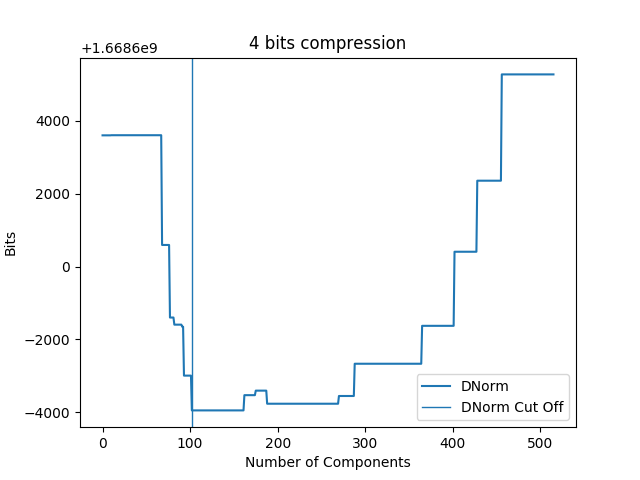 4 bits compression
+1.6686e9
4000
2000
0
−2000
−4000
Bits
0 100 200 300 400 500
Number of Components
DNorm
DNorm Cut Off